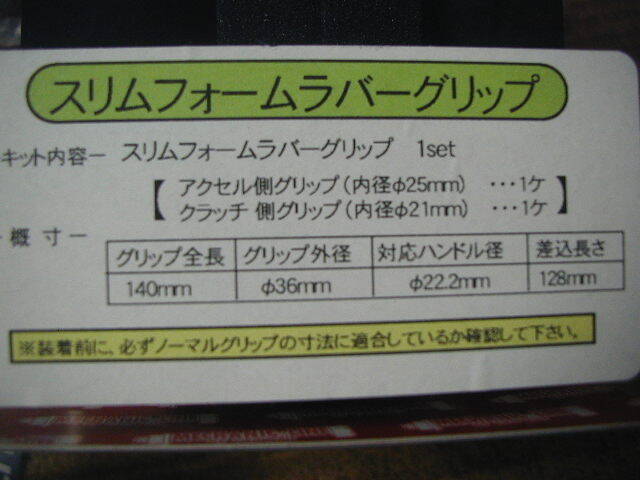 スリムフォームラバーグリップ
キット内容ー スリムフォームラバーグリップ 1set
【 アクセル側グリップ(内径φ25mm) ・・・1ケ
クラッチ側グリップ(内径φ21mm) ・・・1ケ 】
概 寸ー
グリップ全長 グリップ外径 対応ハンドル径 差込長さ
140mm φ36mm φ22.2mm 128mm
※装着前に、必ずノーマルグリップの寸法に適合しているか確認して下さい。